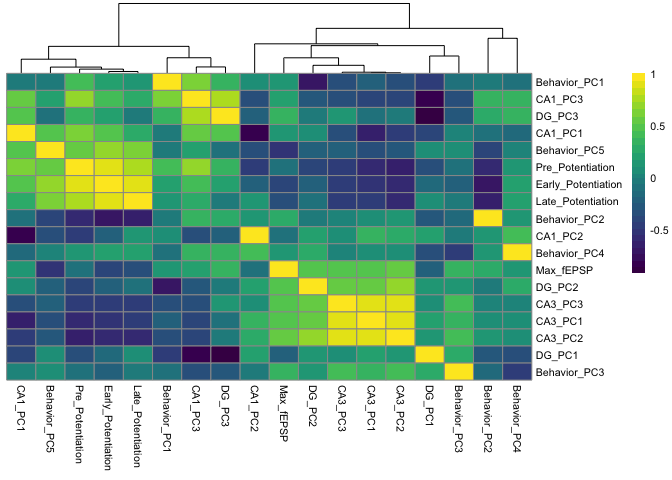 Behavior_PC1
CA1_PC3
DG_PC3
CA1_PC1
Behavior_PC5
Pre_Potentiation
Early_Potentiation
Late_Potentiation
Behavior_PC2
CA1_PC2
Behavior_PC4
Max_fEPSP
DG_PC2
CA3_PC3
CA3_PC1
CA3_PC2
DG_PC1
Behavior_PC3
1
0.5
0
-0.5
CA1_PC1
Behavior_PC5
Pre_Potentiation
Early_Potentiation
Late_Potentiation
Behavior_PC1
CA1_PC3
DG_PC3
CA1_PC2
Max_fEPSP
DG_PC2
CA3_PC3
CA3_PC1
CA3_PC2
DG_PC1
Behavior_PC3
Behavior_PC2
Behavior_PC4